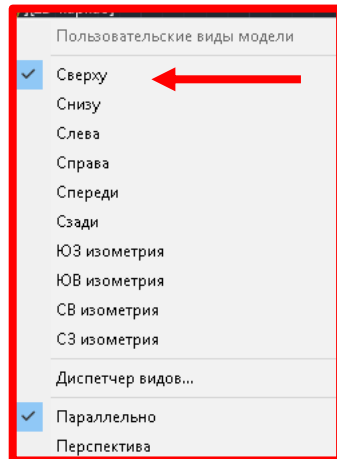 Пользовательские виды модели
Сверху
Снизу
Слева
Справа
Спереди
Сзади
ЮЗ изометрия
ЮВ изометрия
СВ изометрия
СЗ изометрия
Диспетчер видов...
Параллельно
Перспектива